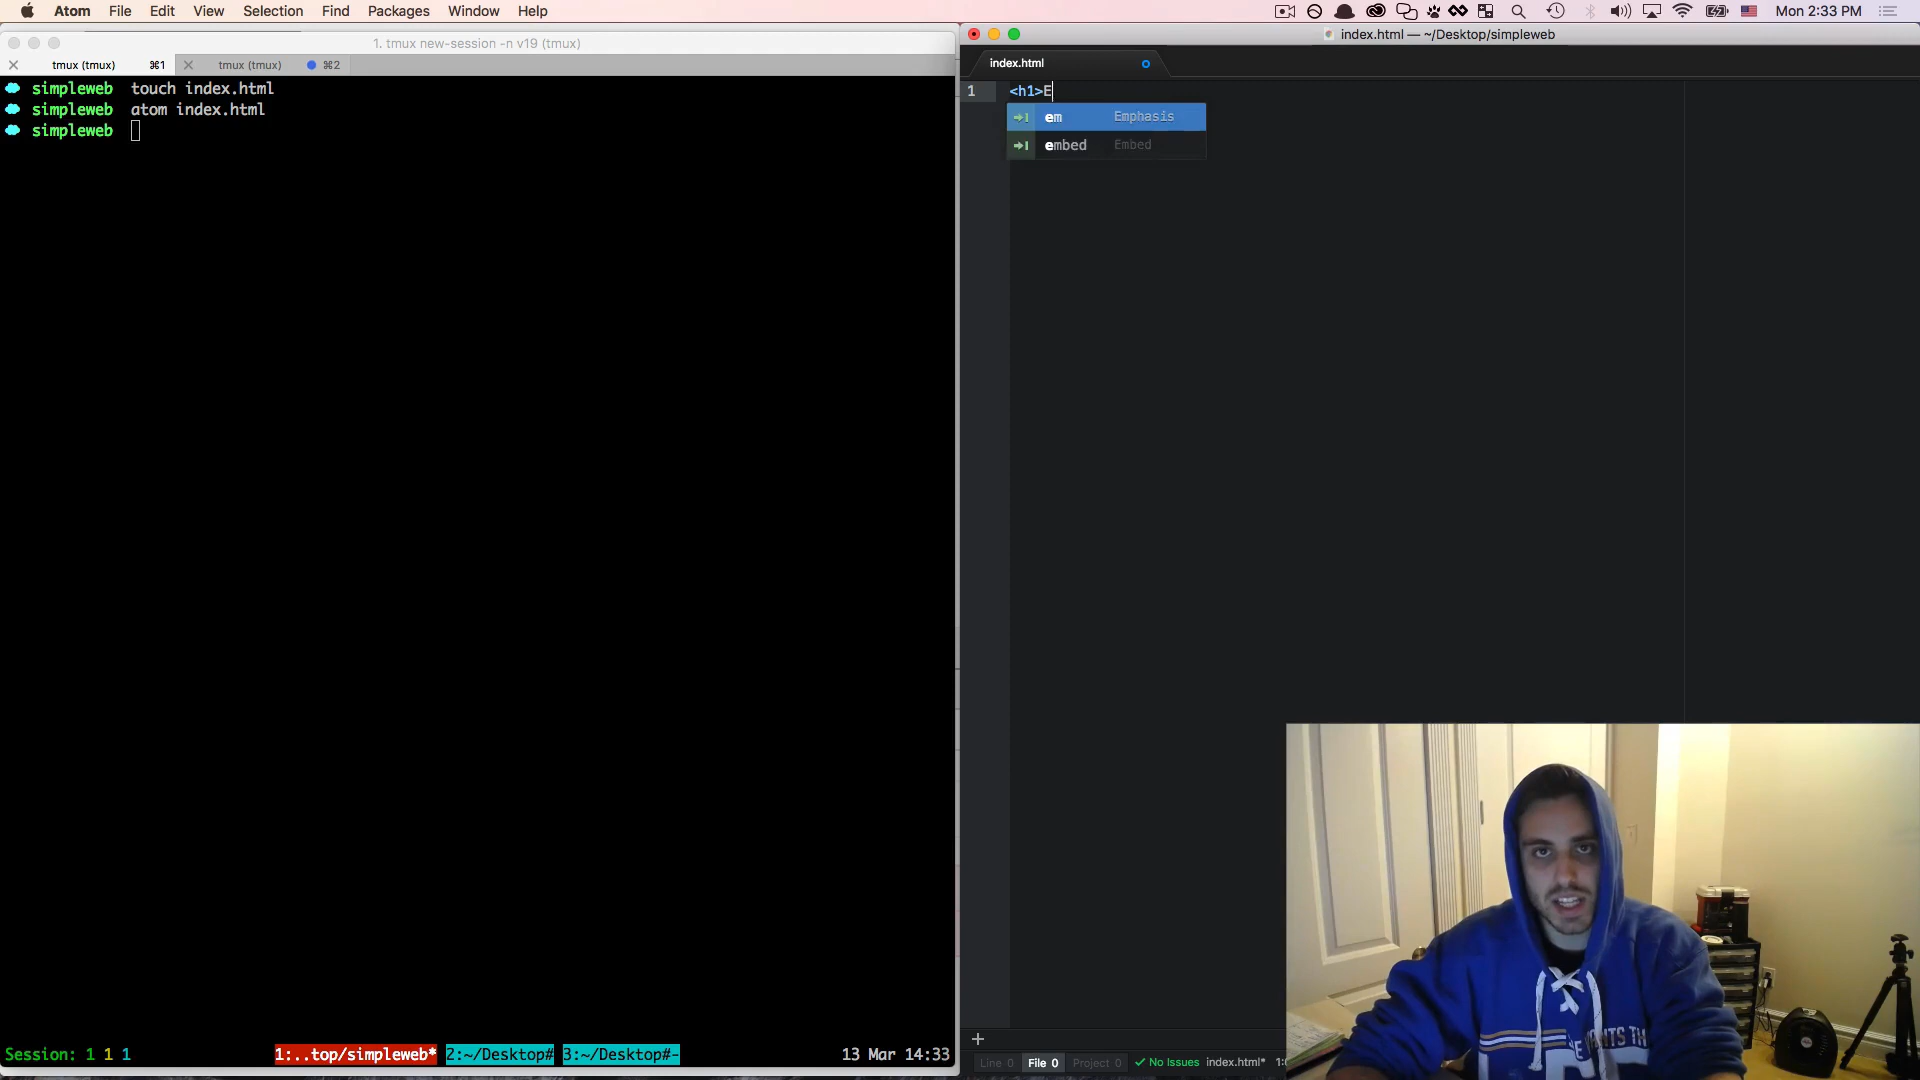 Atom File Edit View Selection Find Packages Window Help
Mon 2:33 PM
1. tmux new-session -n v19 (tmux)
tmux (tmux) ⌘1 tmux (tmux) ⌘2
simpleweb touch index.html
simpleweb atom index.html
simpleweb
Session: 1 1 1 1:..top/simpleweb* 2:~/Desktop# 3:~/Desktop#- 13 Mar 14:33
index.html — ~/Desktop/simpleweb
index.html
1 <h1>E
em Emphasis
embed Embed
Line 0 File 0 Project 0 No Issues index.html*